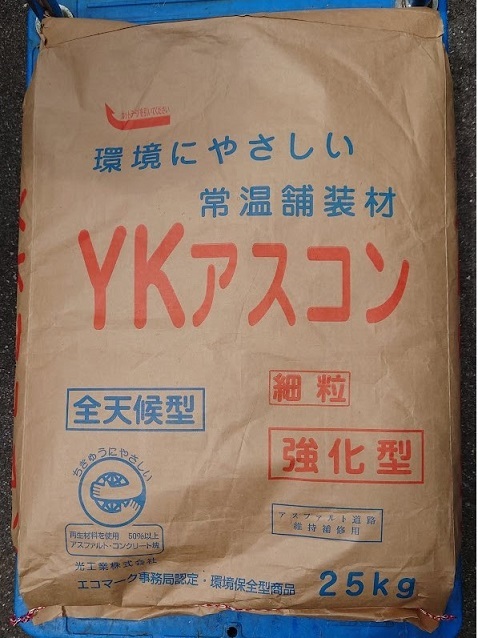 環境にやさしい
常温舗装材
YKアスコン
細粒
全天候型
強化型
ちきゅうにやさしい
アスファルト道路
維持補修用
再生材料を使用 50%以上
アスファルト・コンクリート塊
光工業株式会社
エコマーク事務局認定・環境保全型商品
25kg